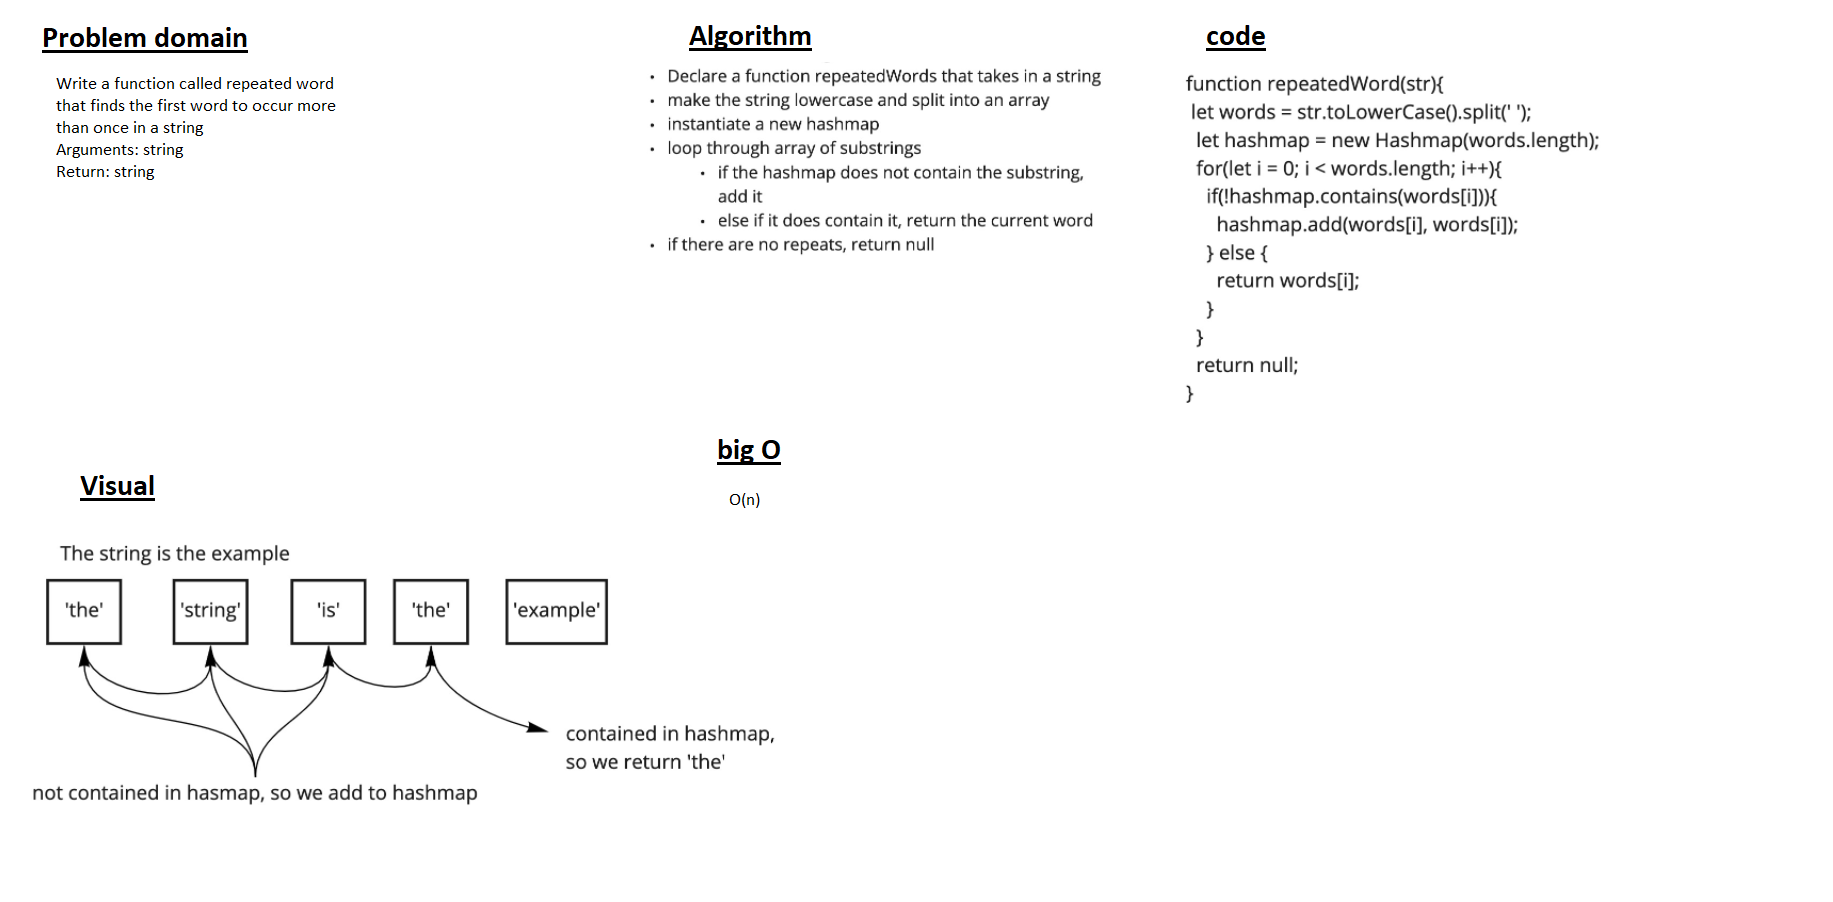 Problem domain
Write a function called repeated word
that finds the first word to occur more
than once in a string
Arguments: string
Return: string
Algorithm
• Declare a function repeatedWords that takes in a string
• make the string lowercase and split into an array
• instantiate a new hashmap
• loop through array of substrings
• if the hashmap does not contain the substring,
add it
• else if it does contain it, return the current word
• if there are no repeats, return null
code
function repeatedWord(str){
let words = str.toLowerCase().split(' ');
let hashmap = new Hashmap(words.length);
for(let i = 0; i < words.length; i++){
if(!hashmap.contains(words[i])){
hashmap.add(words[i], words[i]);
} else {
return words[i];
}
}
return null;
}
big O
O(n)
Visual
The string is the example
'the' 'string' 'is' 'the' 'example'
contained in hashmap,
so we return 'the'
not contained in hasmap, so we add to hashmap